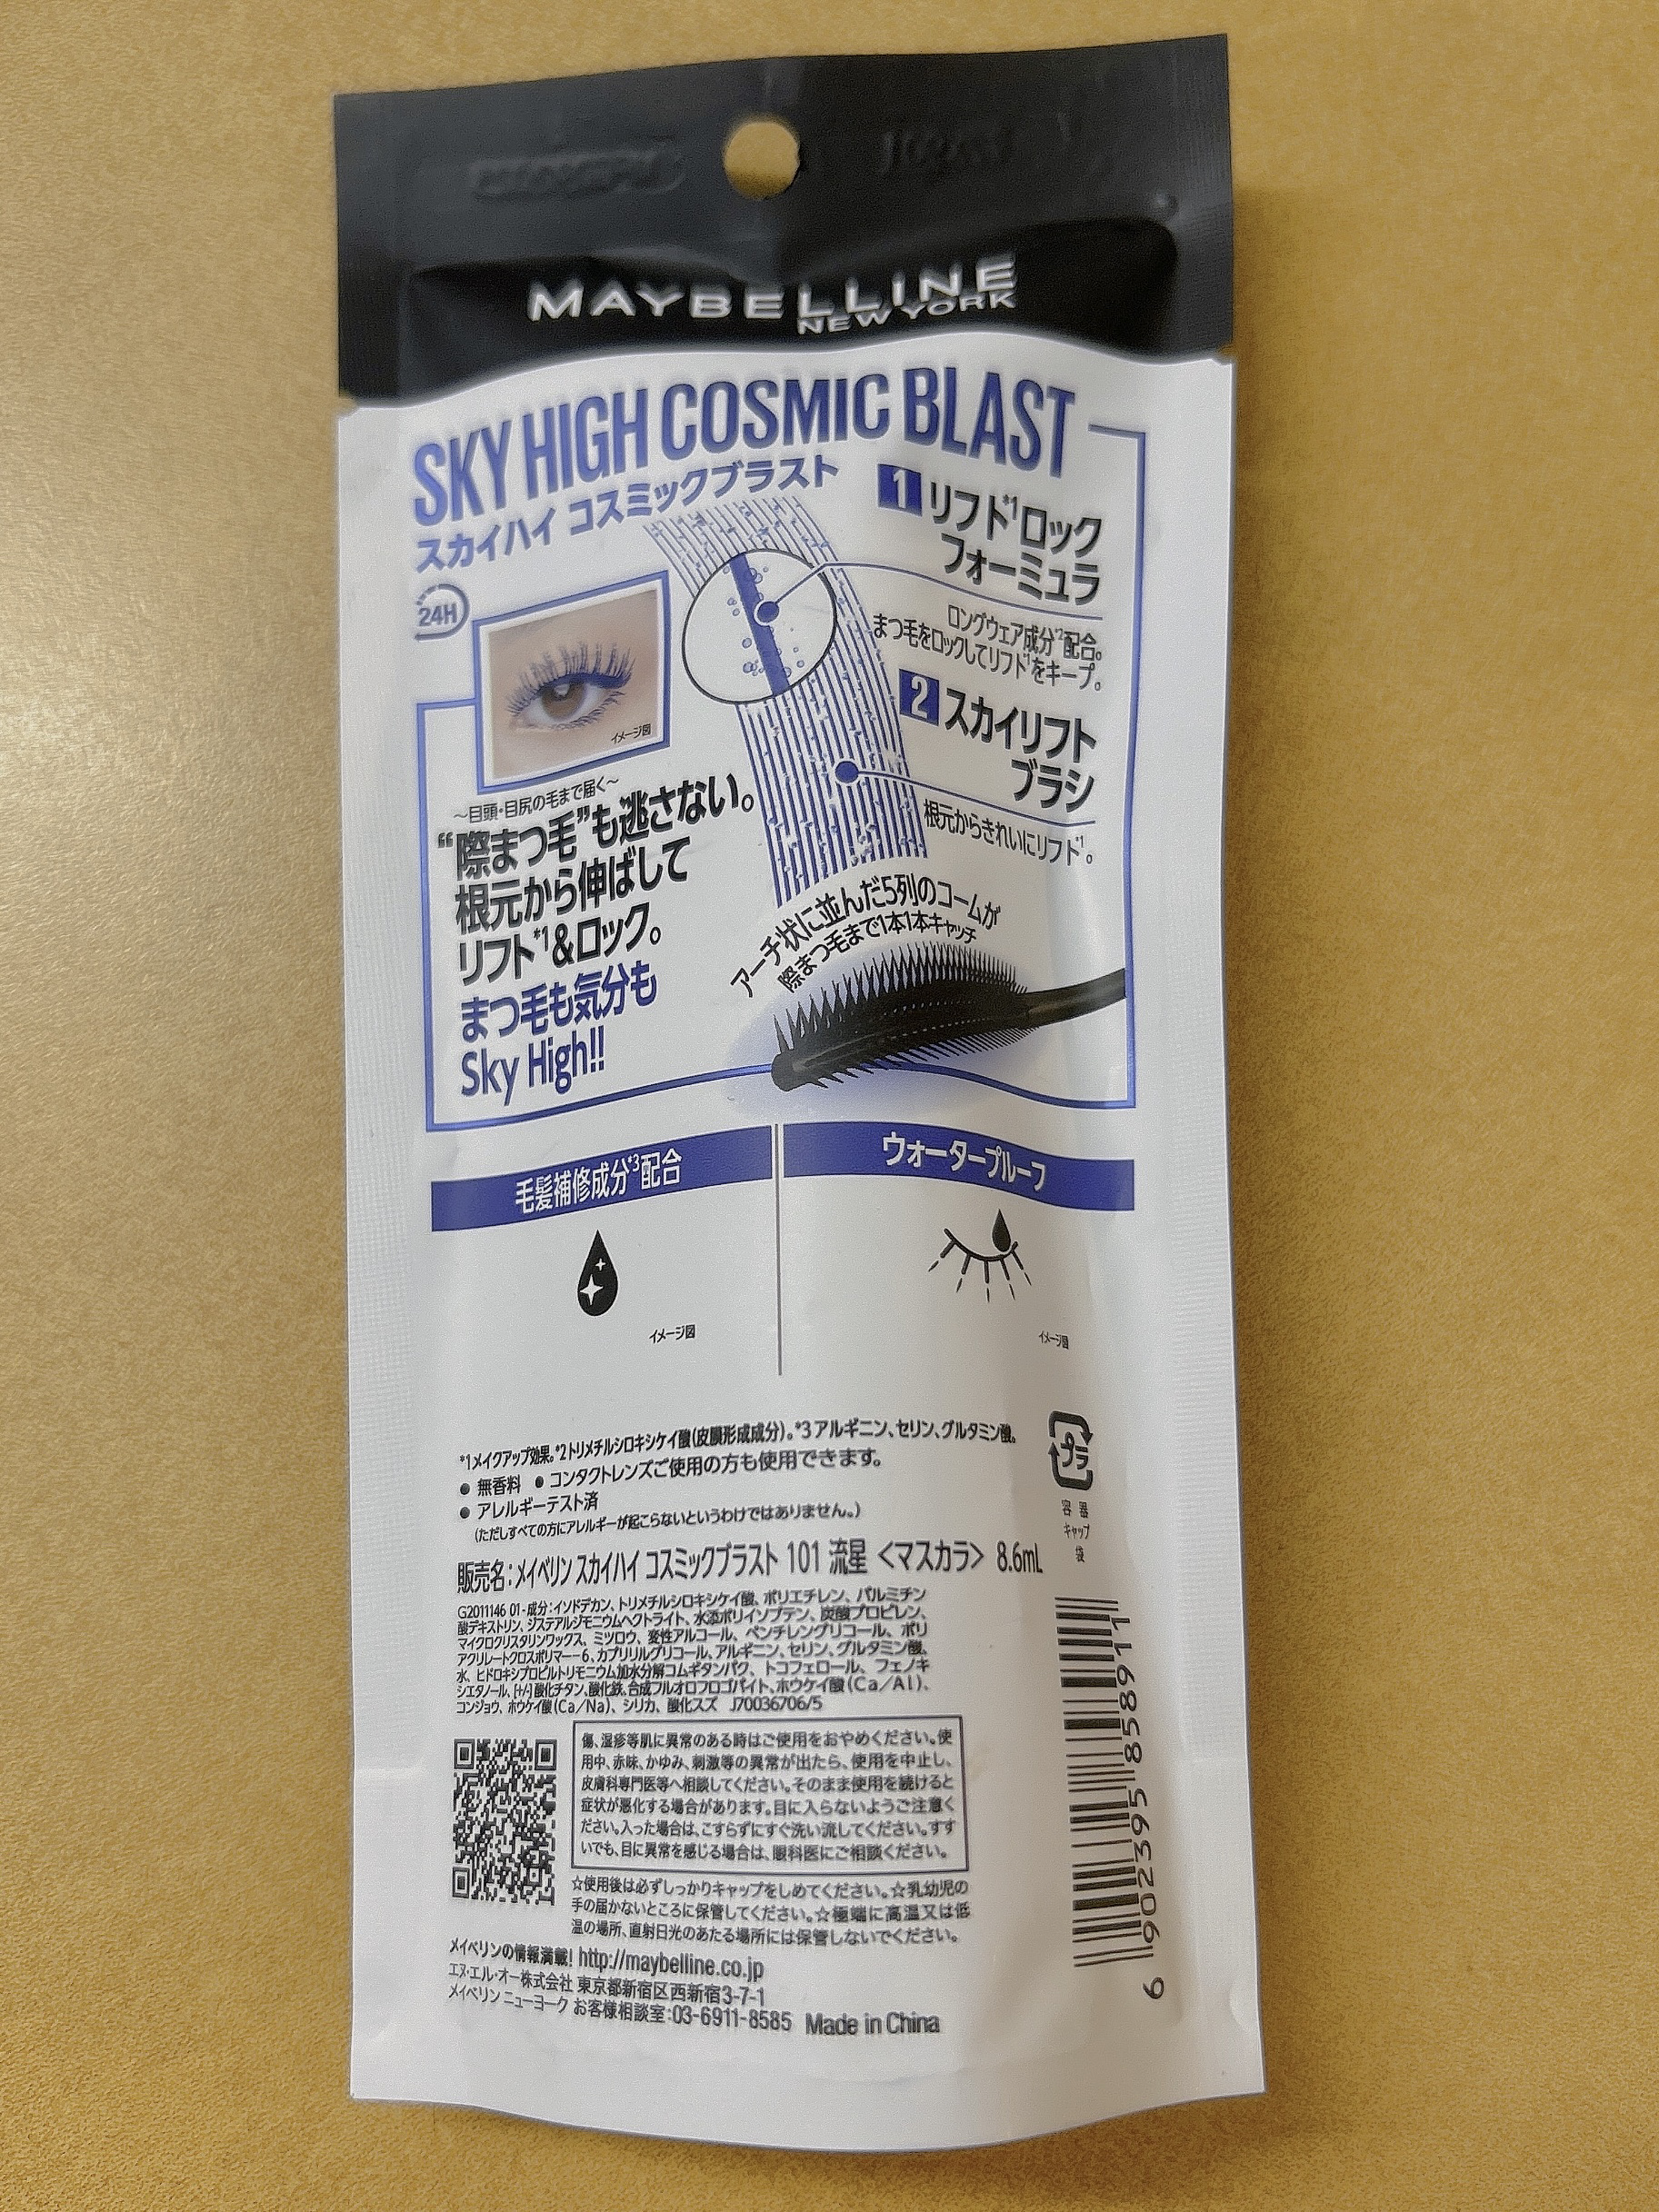 MAYBELLINE
NEW YORK
SKY HIGH COSMIC BLAST
スカイハイ コスミックブラスト
24H
イメージ図
1 リフト*1ロック
フォーミュラ
ロングウェア成分*2配合。
まつ毛をロックしてリフト*1をキープ。
2 スカイリフト
ブラシ
根元からきれいにリフト*1。
～目頭・目尻の毛まで届く～
“際まつ毛”も逃さない。
根元から伸ばして
リフト*1&ロック。
まつ毛も気分も
Sky High!!
アーチ状に並んだ5列のコームが
際まつ毛まで1本1本キャッチ
毛髪補修成分*3配合
イメージ図
ウォータープルーフ
イメージ図
*1メイクアップ効果。*2トリメチルシロキシケイ酸(皮膜形成成分)。*3アルギニン、セリン、グルタミン酸。
● 無香料 ● コンタクトレンズご使用の方も使用できます。
● アレルギーテスト済
(ただしすべての方にアレルギーが起こらないというわけではありません。)
プラ
容 器
キャップ
袋
販売名:メイベリン スカイハイ コスミックブラスト 101 流星 <マスカラ> 8.6mL
G2011146 01-成分:イソドデカン、トリメチルシロキシケイ酸、ポリエチレン、パルミチン
酸デキストリン、ジステアルジモニウムヘクトライト、水添ポリイソブテン、炭酸プロピレン、
マイクロクリスタリンワックス、ミツロウ、変性アルコール、ペンチレングリコール、ポリ
アクリレートクロスポリマー-6、カプリリルグリコール、アルギニン、セリン、グルタミン酸、
水、ヒドロキシプロピルトリモニウム加水分解コムギタンパク、トコフェロール、フェノキ
シエタノール、[+/-]酸化チタン、酸化鉄、合成フルオロフロゴパイト、ホウケイ酸(Ca/Al)、
コンジョウ、ホウケイ酸(Ca/Na)、シリカ、酸化スズ J70036706/5
傷、湿疹等肌に異常のある時はご使用をおやめください。使
用中、赤味、かゆみ、刺激等の異常が出たら、使用を中止し、
皮膚科専門医等へ相談してください。そのまま使用を続けると
症状が悪化する場合があります。目に入らないようご注意く
ださい。入った場合は、こすらずにすぐ洗い流してください。すす
いでも、目に異常を感じる場合は、眼科医にご相談ください。
☆使用後は必ずしっかりキャップをしめてください。☆乳幼児の
手の届かないところに保管してください。☆極端に高温又は低
温の場所、直射日光のあたる場所には保管しないでください。
メイベリンの情報満載! http://maybelline.co.jp
エヌ・エル・オー株式会社 東京都新宿区西新宿3-7-1
メイベリン ニューヨーク お客様相談室:03-6911-8585 Made in China
6 902395 858911